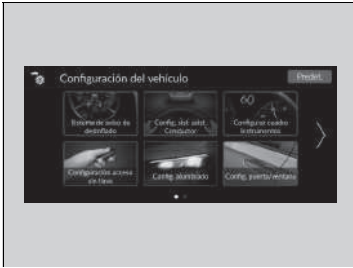 Configuración del vehículo
Predet.
Sistema de aviso de
desinflado
Config. sist. asist.
Conductor
60
Configurar cuadro
instrumentos
Configuración acceso
sin llave
Config. alumbrado
Config. puerta/ventana